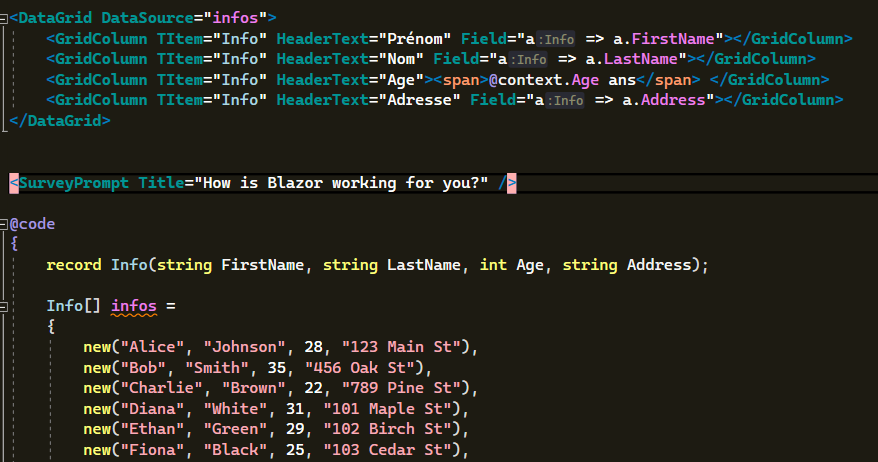 <DataGrid DataSource="infos">
<GridColumn TItem="Info" HeaderText="Prénom" Field="a:Info => a.FirstName"></GridColumn>
<GridColumn TItem="Info" HeaderText="Nom" Field="a:Info => a.LastName"></GridColumn>
<GridColumn TItem="Info" HeaderText="Age"><span>@context.Age ans</span> </GridColumn>
<GridColumn TItem="Info" HeaderText="Adresse" Field="a:Info => a.Address"></GridColumn>
</DataGrid>
<SurveyPrompt Title="How is Blazor working for you?" />
@code
{
record Info(string FirstName, string LastName, int Age, string Address);
Info[] infos =
{
new("Alice", "Johnson", 28, "123 Main St"),
new("Bob", "Smith", 35, "456 Oak St"),
new("Charlie", "Brown", 22, "789 Pine St"),
new("Diana", "White", 31, "101 Maple St"),
new("Ethan", "Green", 29, "102 Birch St"),
new("Fiona", "Black", 25, "103 Cedar St"),